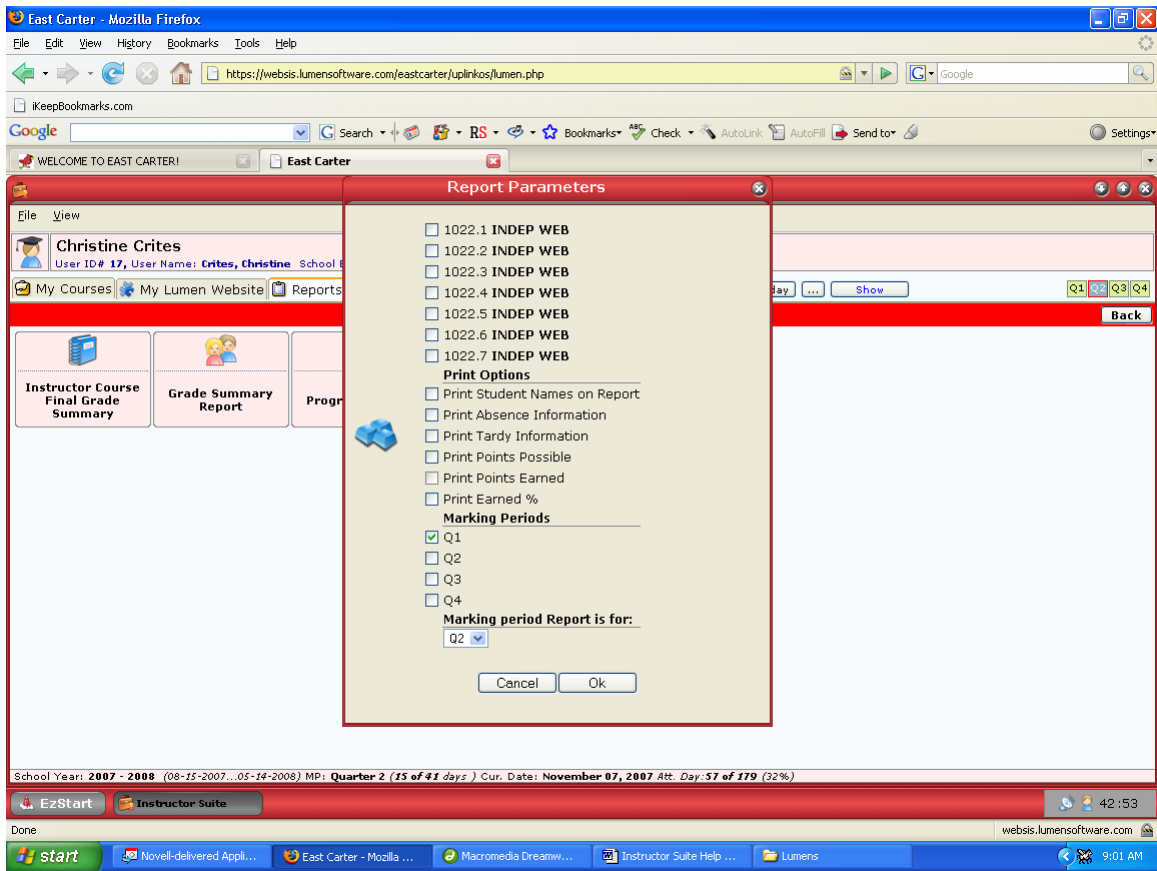 East Carter - Mozilla Firefox
File Edit View History Bookmarks Tools Help
https://websis.lumensoftware.com/eastcarter/uplinkos/lumen.php G Google
iKeepBookmarks.com
Google G Search RS Bookmarks ABC Check AutoLink AutoFill Send to Settings
WELCOME TO EAST CARTER! East Carter
Report Parameters
File View
Christine Crites
User ID# 17, User Name: Crites, Christine School
My Courses My Lumen Website Reports ... Show Q1 Q2 Q3 Q4
Back
Instructor Course Final Grade Summary
Grade Summary Report
Progr
1022.1 INDEP WEB
1022.2 INDEP WEB
1022.3 INDEP WEB
1022.4 INDEP WEB
1022.5 INDEP WEB
1022.6 INDEP WEB
1022.7 INDEP WEB
Print Options
Print Student Names on Report
Print Absence Information
Print Tardy Information
Print Points Possible
Print Points Earned
Print Earned %
Marking Periods
Q1
Q2
Q3
Q4
Marking period Report is for:
Q2
Cancel Ok
School Year: 2007 - 2008 (08-15-2007...05-14-2008) MP: Quarter 2 (15 of 41 days ) Cur. Date: November 07, 2007 Att. Day:57 of 179 (32%)
EzStart Instructor Suite 42:53
Done websis.lumensoftware.com
start Novell-delivered Appli... East Carter - Mozilla ... Macromedia Dreamw... Instructor Suite Help ... Lumens 9:01 AM